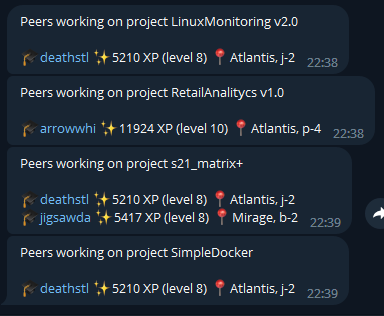 Peers working on project LinuxMonitoring v2.0
🎓 deathstl ✨ 5210 XP (level 8) 📍 Atlantis, j-2
22:38
Peers working on project RetailAnalitycs v1.0
🎓 arrowwhi ✨ 11924 XP (level 10) 📍 Atlantis, p-4
22:38
Peers working on project s21_matrix+
🎓 deathstl ✨ 5210 XP (level 8) 📍 Atlantis, j-2
🎓 jigsawda ✨ 5417 XP (level 8) 📍 Mirage, b-2
22:39
Peers working on project SimpleDocker
🎓 deathstl ✨ 5210 XP (level 8) 📍 Atlantis, j-2
22:39